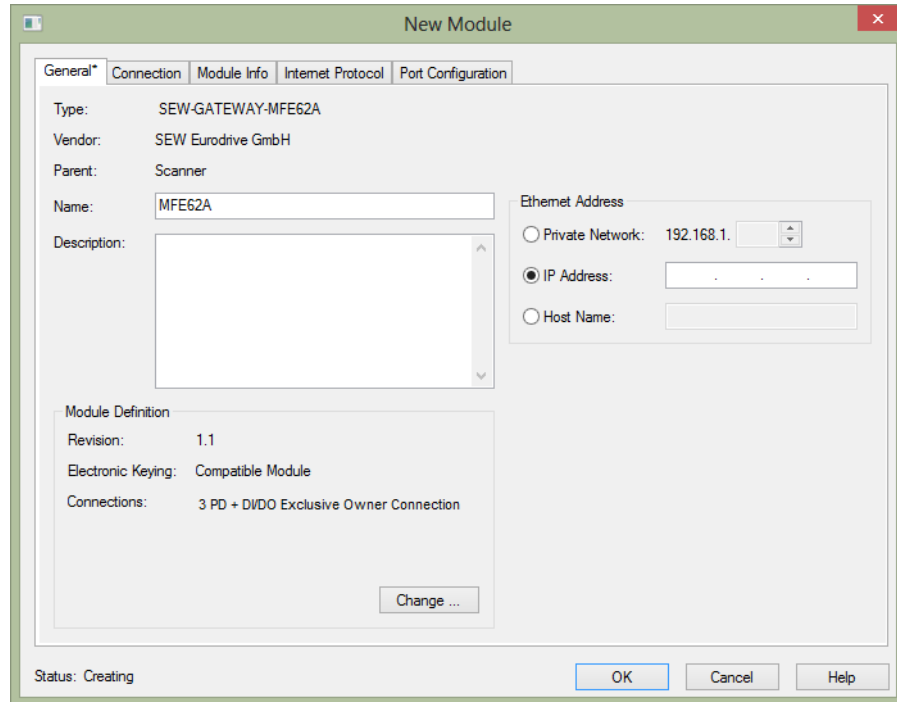 New Module
General* Connection Module Info Internet Protocol Port Configuration
Type: SEW-GATEWAY-MFE62A
Vendor: SEW Eurodrive GmbH
Parent: Scanner
Name: MFE62A
Description:
Ethernet Address
Private Network: 192.168.1.
IP Address: . . .
Host Name:
Module Definition
Revision: 1.1
Electronic Keying: Compatible Module
Connections: 3 PD + DI/DO Exclusive Owner Connection
Change ...
Status: Creating
OK Cancel Help